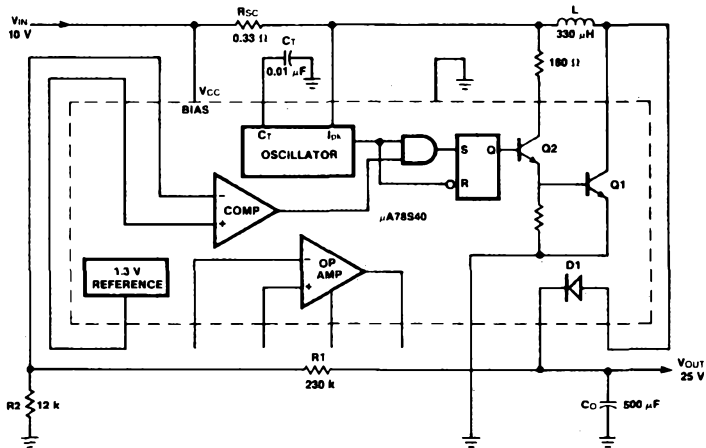 VIN
10 V
RSC
0.33 Ω
CT
0.01 μF
L
330 μH
180 Ω
VCC
BIAS
CT
Ipk
OSCILLATOR
S
Q
R
Q2
Q1
COMP
-
+
μA78S40
1.3 V
REFERENCE
-
+
OP
AMP
D1
R1
230 k
VOUT
25 V
R2
12 k
CO
500 μF